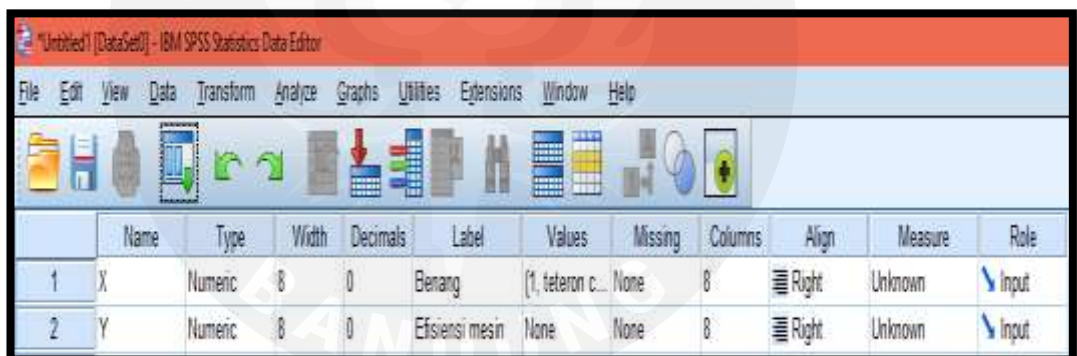 *Untitled1 [DataSet0] - IBM SPSS Statistics Data Editor
File Edit View Data Transform Analyze Graphs Utilities Extensions Window Help
Name Type Width Decimals Label Values Missing Columns Align Measure Role
1 X Numeric 8 0 Benang {1, teteron c... None 8 Right Unknown Input
2 Y Numeric 8 0 Efisiensi mesin None None 8 Right Unknown Input
BANDUNG